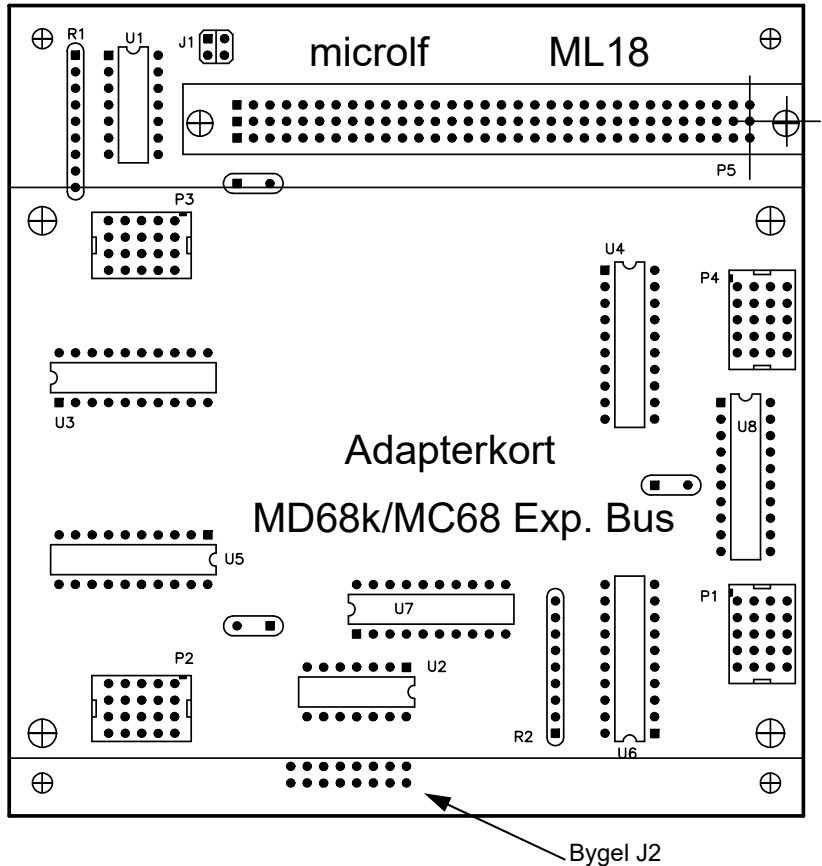 R1
U1
J1
microlf ML18
P5
P3
U4
P4
U3
U8
Adapterkort
MD68k/MC68 Exp. Bus
U5
U7
P1
P2
U2
R2
U6
Bygel J2